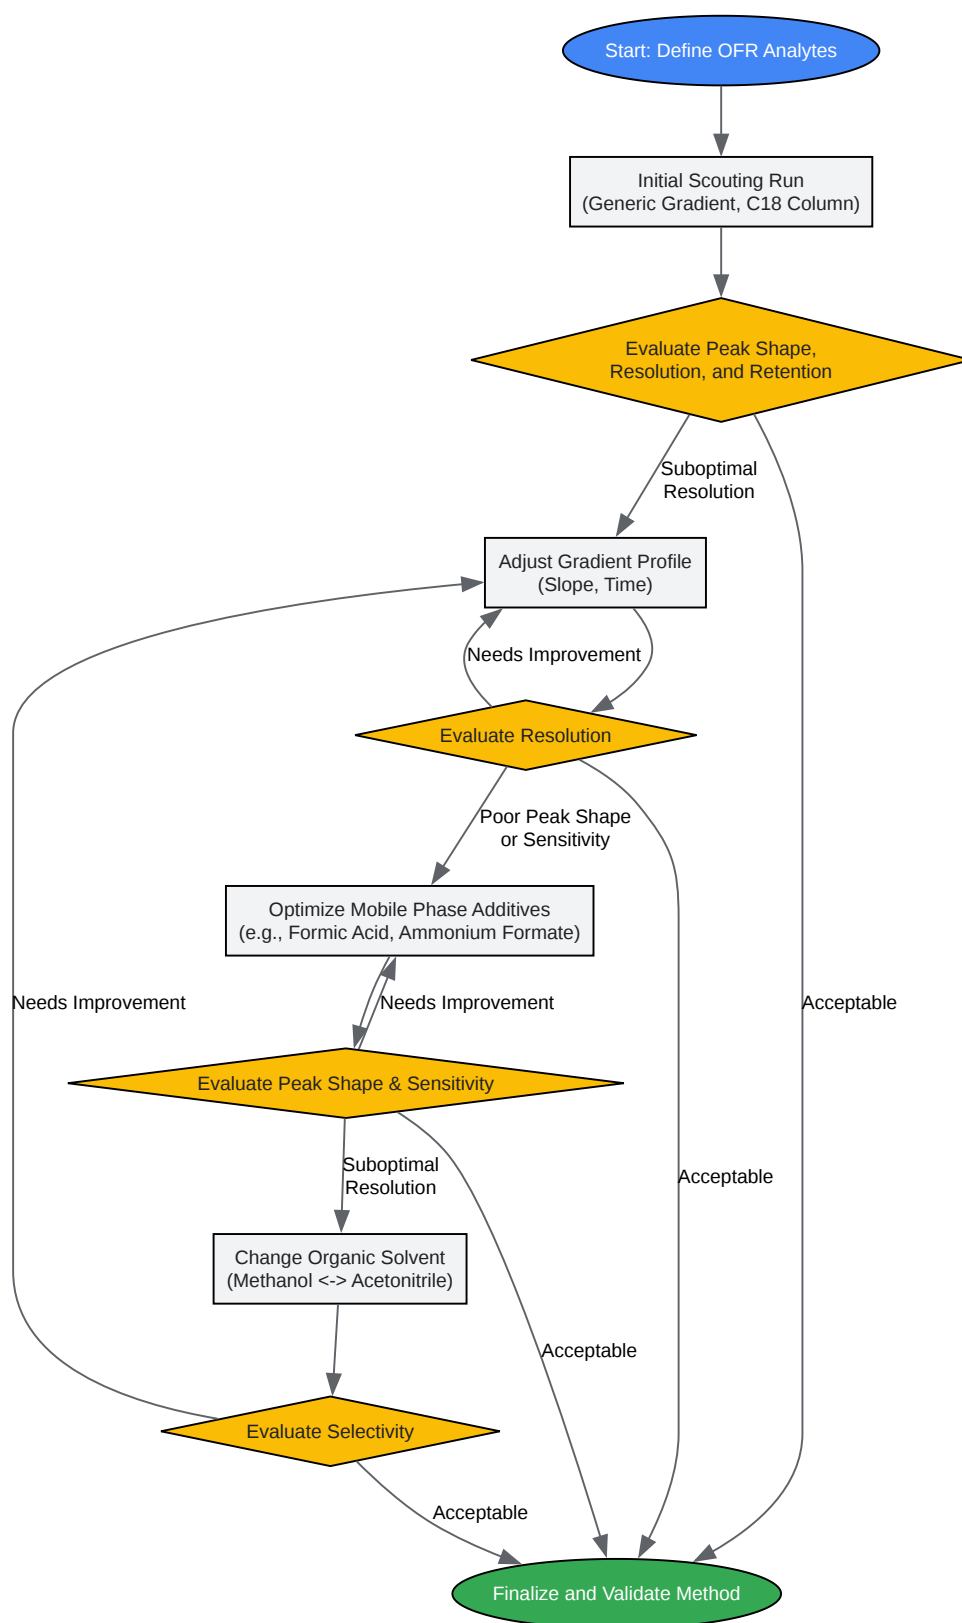 Start: Define OFR Analytes
Initial Scouting Run
(Generic Gradient, C18 Column)
Evaluate Peak Shape,
Resolution, and Retention
Suboptimal
Resolution
Adjust Gradient Profile
(Slope, Time)
Needs Improvement
Evaluate Resolution
Poor Peak Shape
or Sensitivity
Optimize Mobile Phase Additives
(e.g., Formic Acid, Ammonium Formate)
Needs Improvement
Needs Improvement
Acceptable
Evaluate Peak Shape & Sensitivity
Suboptimal
Resolution
Acceptable
Change Organic Solvent
(Methanol <-> Acetonitrile)
Acceptable
Evaluate Selectivity
Acceptable
Finalize and Validate Method